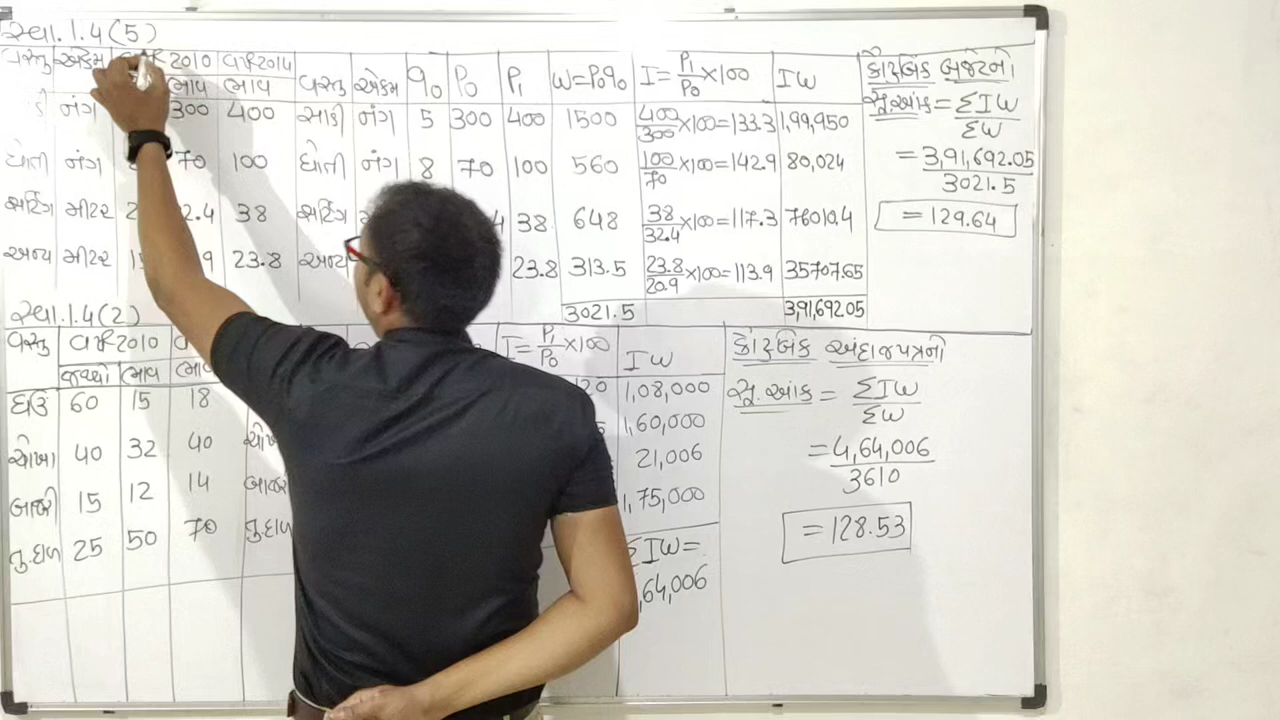 સ્વા.1.4(5)
વસ્તુ એકમ 2010 વર્ષ2014 વસ્તુ એકમ q0 P0 P1 W=P0q0 I=P1/P0×100 IW
ભાવ ભાવ
નંગ 300 400 સાડી નંગ 5 300 400 1500 400/300×100=133.3 1,99,950
ધોતી નંગ 70 100 ધોતી નંગ 8 70 100 560 100/70×100=142.9 80,024
શર્ટિંગ મીટર 38 શર્ટિંગ 38 648 38/32.4×100=117.3 76010.4
અન્ય મીટર 23.8 અન્ય 23.8 313.5 23.8/20.9×100=113.9 35707.65
3021.5 3,91,692.05
કૌટુંબિક બજેટનો
સૂ.આંક=ΣIW/ΣW
=3,91,692.05/3021.5
=129.64
સ્વા.1.4(2)
વસ્તુ વર્ષ2010 I=P1/P0×100 IW
જથ્થો ભાવ ભાવ
ઘઉં 60 15 18 120 1,08,000
ચોખા 40 32 40 1,60,000
બાજરી 15 12 14 બાજરી 21,006
તુ.દાળ 25 50 70 તુ.દાળ 1,75,000
ΣIW=
,64,006
કૌટુંબિક અંદાજપત્રનો
સૂ.આંક=ΣIW/ΣW
=4,64,006/3610
=128.53